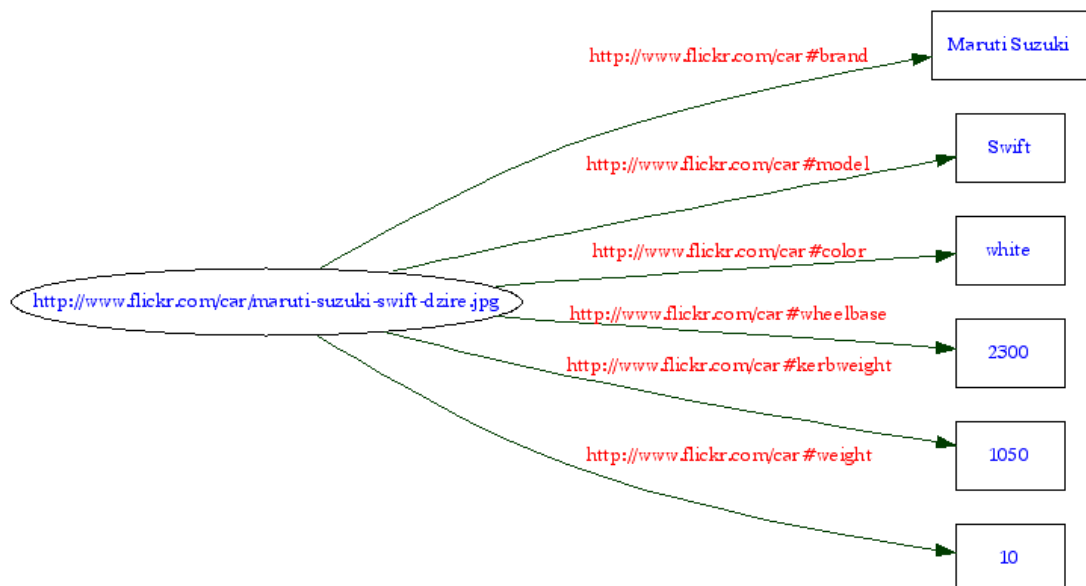 http://www.flickr.com/car#brand
Maruti Suzuki
http://www.flickr.com/car#model
Swift
http://www.flickr.com/car#color
white
http://www.flickr.com/car/maruti-suzuki-swift-dzire.jpg
http://www.flickr.com/car#wheelbase
2300
http://www.flickr.com/car#kerbweight
1050
http://www.flickr.com/car#weight
10